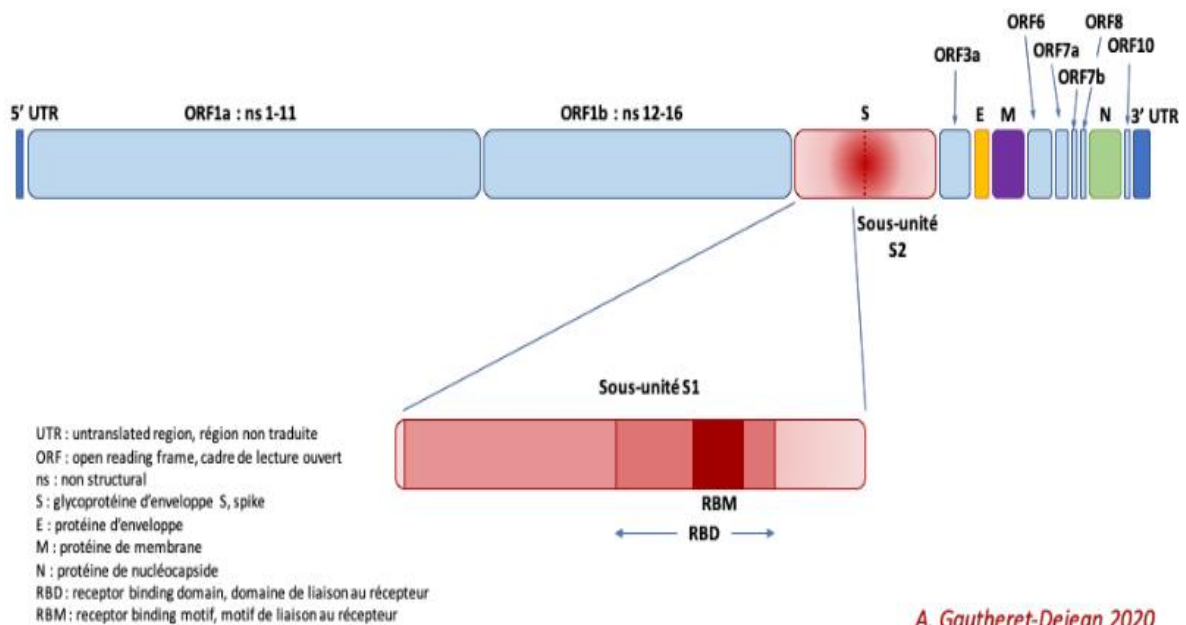 ORF6 ORF8
ORF3a ORF7a ORF10
ORF7b
5' UTR ORF1a : ns 1-11 ORF1b : ns 12-16 S E M N 3' UTR
Sous-unité
S2
Sous-unité S1
RBM
RBD
UTR : untranslated region, région non traduite
ORF : open reading frame, cadre de lecture ouvert
ns : non structural
S : glycoprotéine d'enveloppe S, spike
E : protéine d'enveloppe
M : protéine de membrane
N : protéine de nucléocapside
RBD : receptor binding domain, domaine de liaison au récepteur
RBM : receptor binding motif, motif de liaison au récepteur
A. Gautheret-Dejean 2020